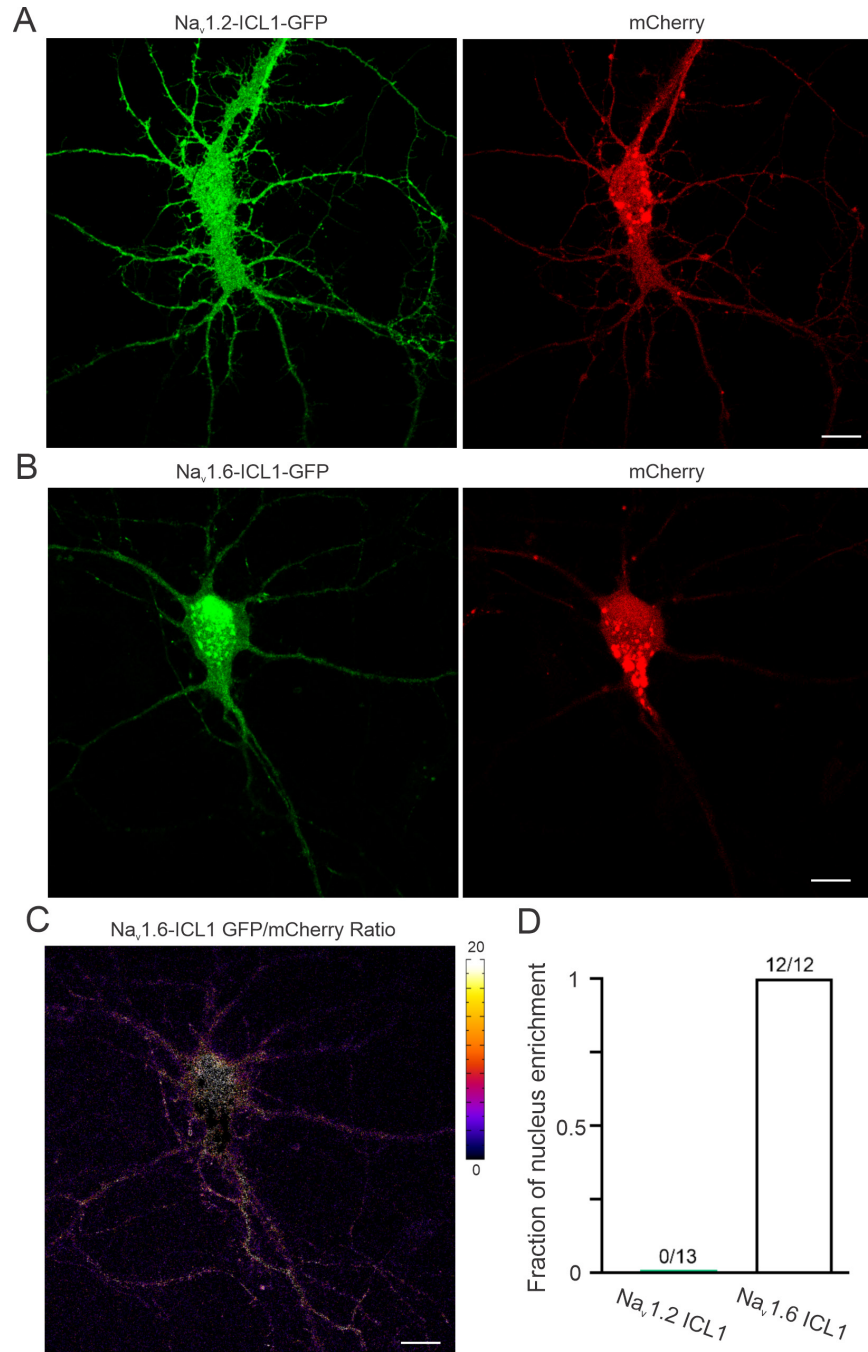 A
Naᵥ1.2-ICL1-GFP
mCherry
B
Naᵥ1.6-ICL1-GFP
mCherry
C
Naᵥ1.6-ICL1 GFP/mCherry Ratio
20
0
D
Fraction of nucleus enrichment
1
0.5
0
0/13
12/12
Naᵥ1.2 ICL1
Naᵥ1.6 ICL1